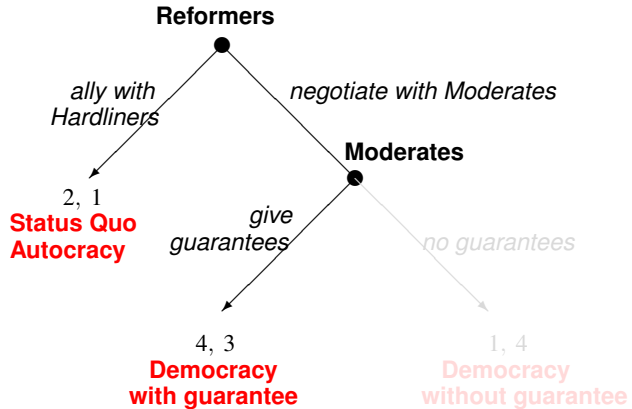 Reformers
ally with
Hardliners
negotiate with Moderates
Moderates
2, 1
Status Quo
Autocracy
give
guarantees
no guarantees
4, 3
Democracy
with guarantee
1, 4
Democracy
without guarantee